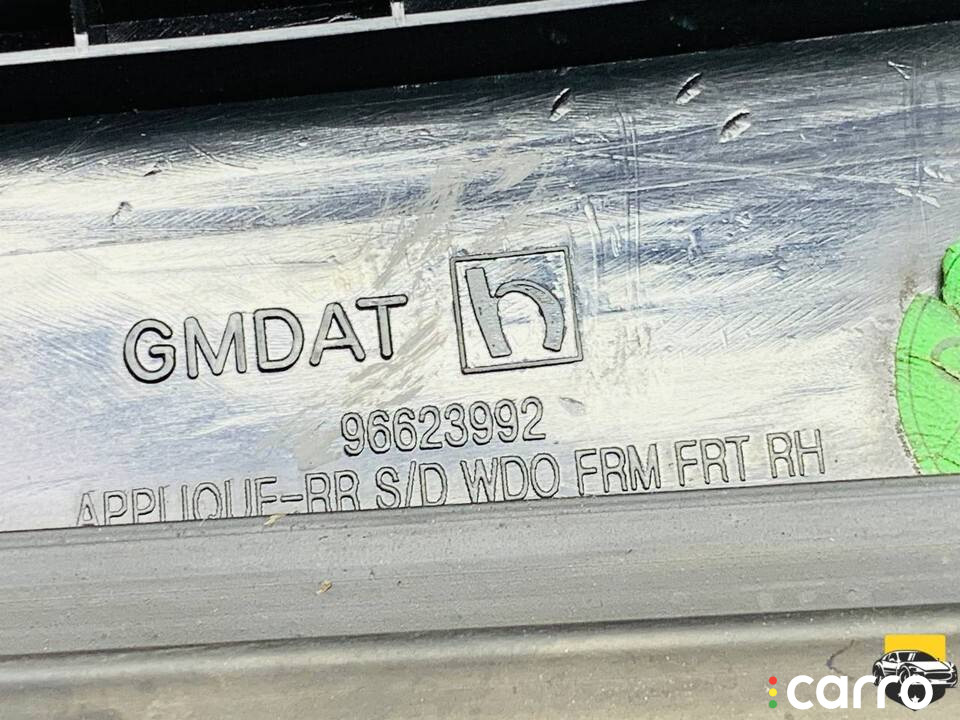 GMDAT h
96623992
APPLIQUE-RR S/D WDO FRM FRT RH
carro